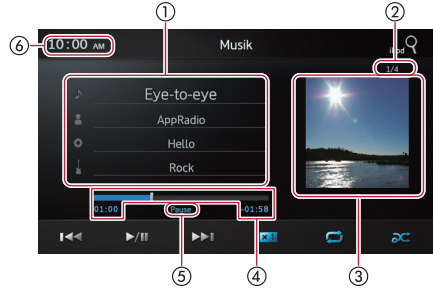 ① ②
⑥ 10:00 AM Musik iPod
1/4
Eye-to-eye
AppRadio
Hello
Rock
01:00 Pause -01:58
×1
⑤ ④ ③